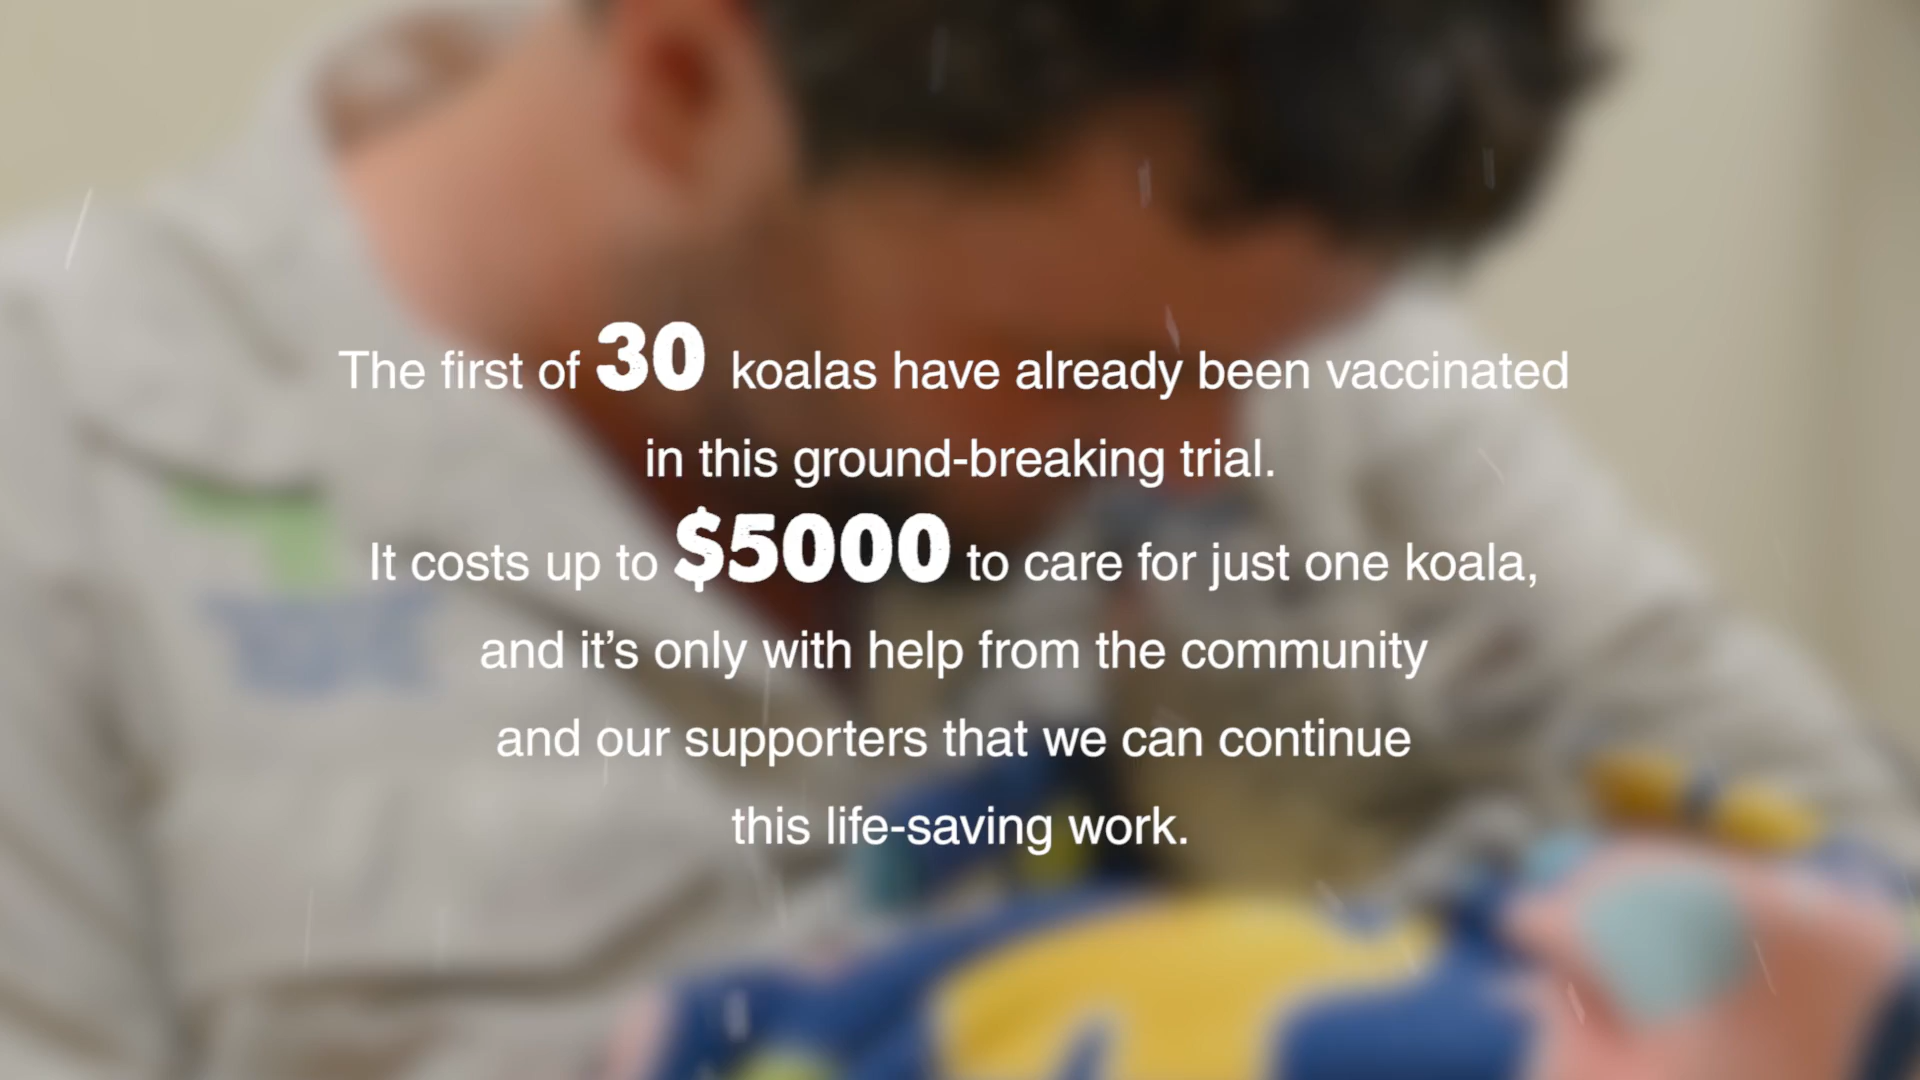 The first of 30 koalas have already been vaccinated
in this ground-breaking trial.
It costs up to $5000 to care for just one koala,
and it’s only with help from the community
and our supporters that we can continue
this life-saving work.